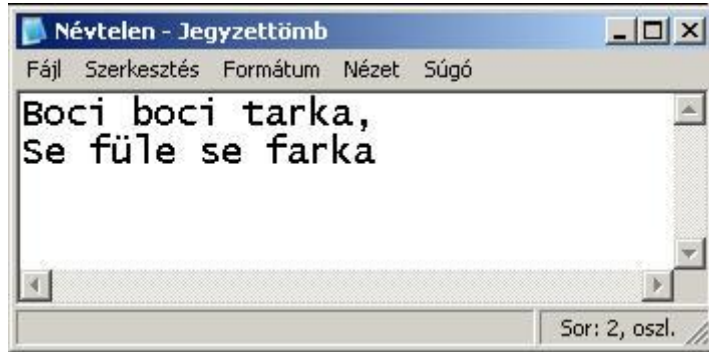 Névtelen - Jegyzettömb
Fájl Szerkesztés Formátum Nézet Súgó
Boci boci tarka,
Se füle se farka
Sor: 2, oszl.